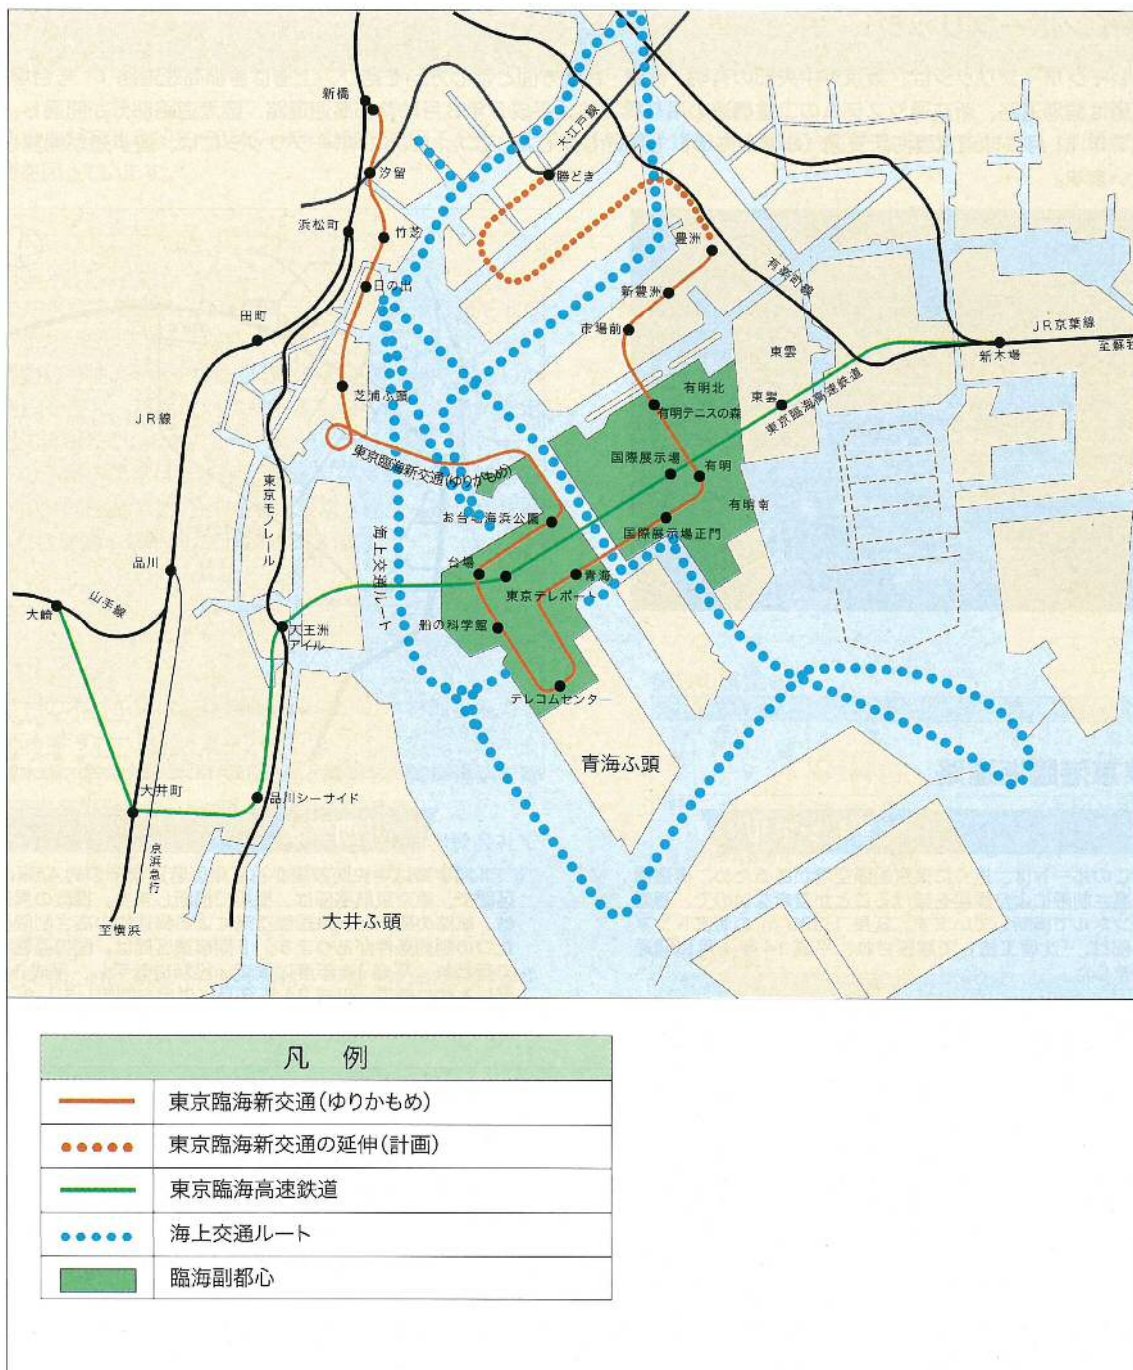 新橋
大江戸線
汐留
勝どき
浜松町
竹芝
豊洲
有楽町線
日の出
新豊洲
田町
市場前
JR京葉線
至蘇我
新木場
東雲
芝浦ふ頭
有明北
東雲
有明テニスの森
東京臨海高速鉄道
JR線
東京臨海新交通(ゆりかもめ)
国際展示場
有明
東京モノレール
有明南
お台場海浜公園
国際展示場正門
海上交通ルート
品川
台場
青海
東京テレポート
山手線
大崎
天王洲
アイル
船の科学館
テレコムセンター
青海ふ頭
大井町
品川シーサイド
京浜急行
大井ふ頭
至横浜
凡 例
東京臨海新交通(ゆりかもめ)
東京臨海新交通の延伸(計画)
東京臨海高速鉄道
海上交通ルート
臨海副都心